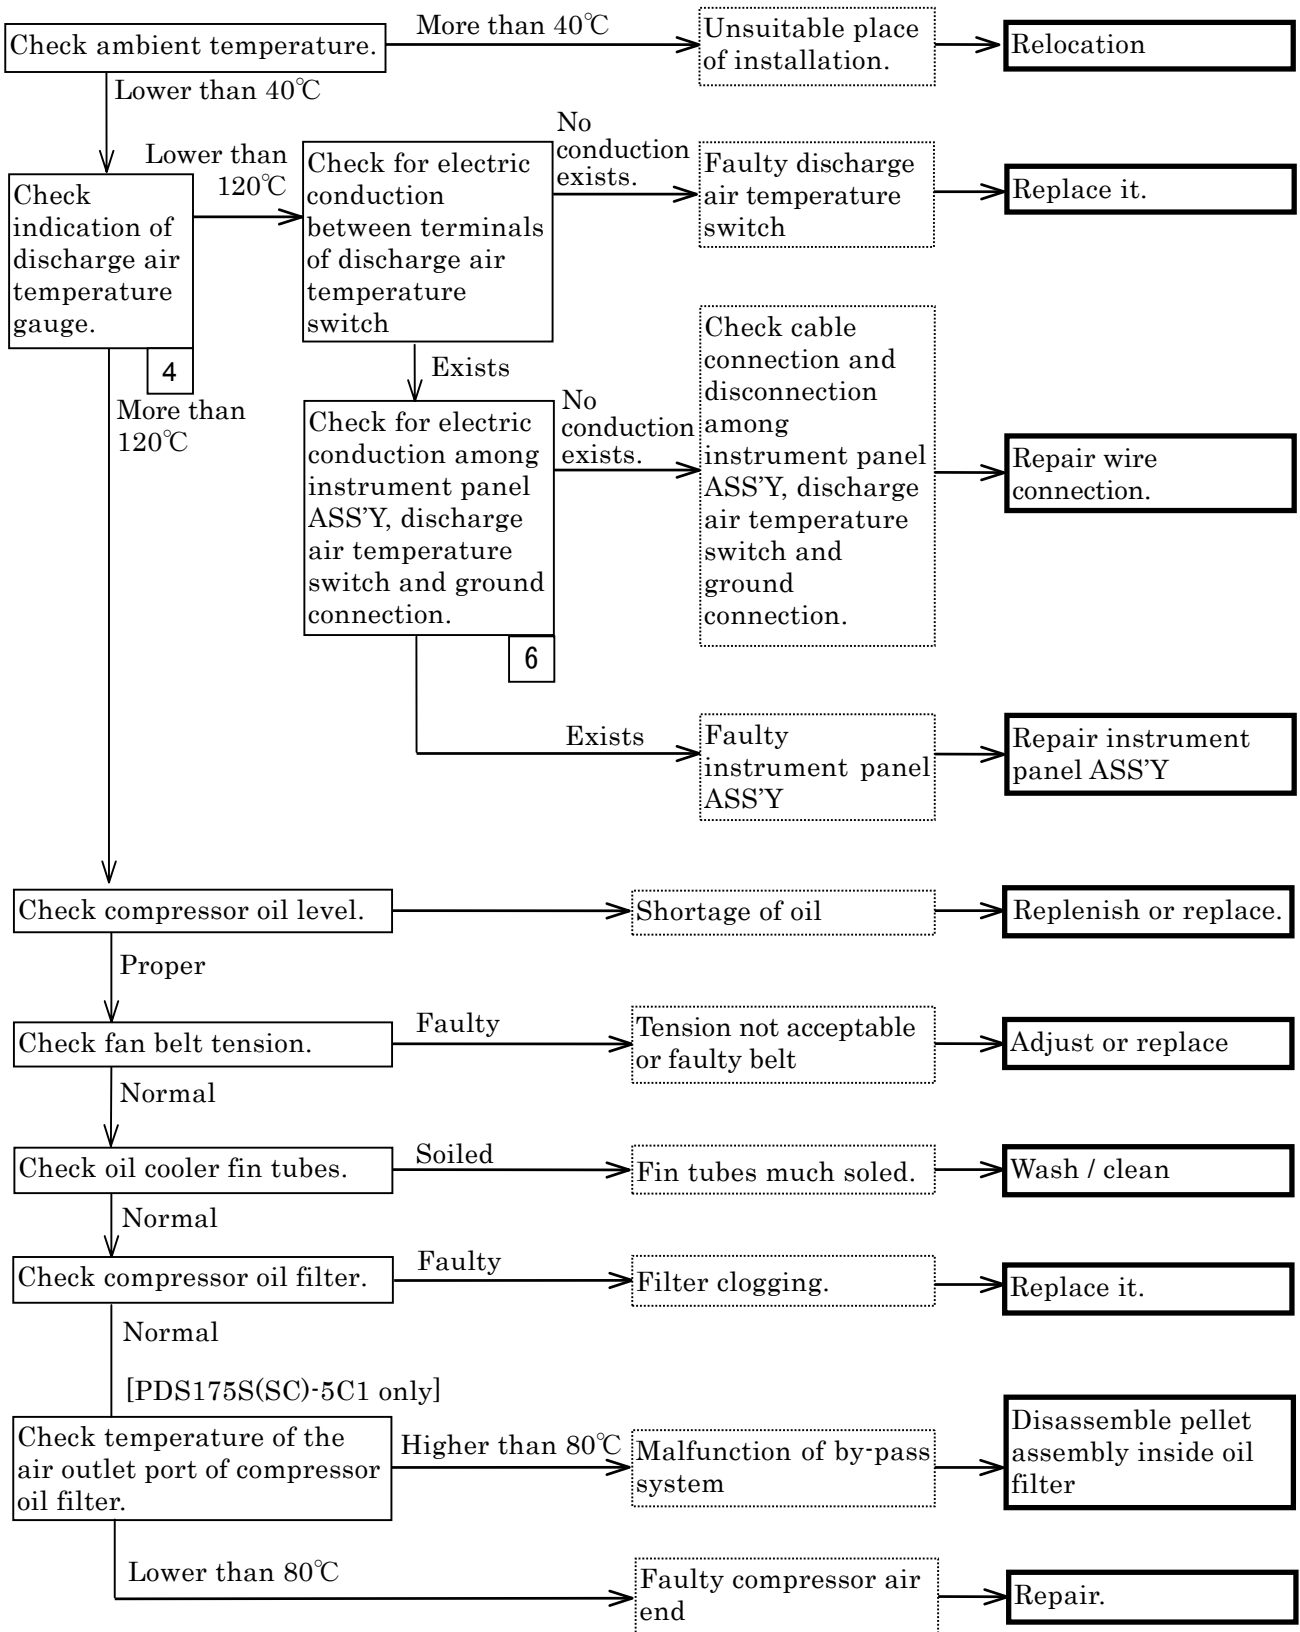 Check ambient temperature.
More than 40℃
Unsuitable place
of installation.
Relocation
Lower than 40℃
Check
indication of
discharge air
temperature
gauge.
4
Lower than
120℃
Check for electric
conduction
between terminals
of discharge air
temperature
switch
No
conduction
exists.
Faulty discharge
air temperature
switch
Replace it.
Exists
Check for electric
conduction among
instrument panel
ASS'Y, discharge
air temperature
switch and ground
connection.
6
No
conduction
exists.
Check cable
connection and
disconnection
among
instrument panel
ASS'Y, discharge
air temperature
switch and
ground
connection.
Repair wire
connection.
Exists
Faulty
instrument panel
ASS'Y
Repair instrument
panel ASS'Y
More than
120℃
Check compressor oil level.
Shortage of oil
Replenish or replace.
Proper
Check fan belt tension.
Faulty
Tension not acceptable
or faulty belt
Adjust or replace
Normal
Check oil cooler fin tubes.
Soiled
Fin tubes much soled.
Wash / clean
Normal
Check compressor oil filter.
Faulty
Filter clogging.
Replace it.
Normal
[PDS175S(SC)-5C1 only]
Check temperature of the
air outlet port of compressor
oil filter.
Higher than 80℃
Malfunction of by-pass
system
Disassemble pellet
assembly inside oil
filter
Lower than 80℃
Faulty compressor air
end
Repair.